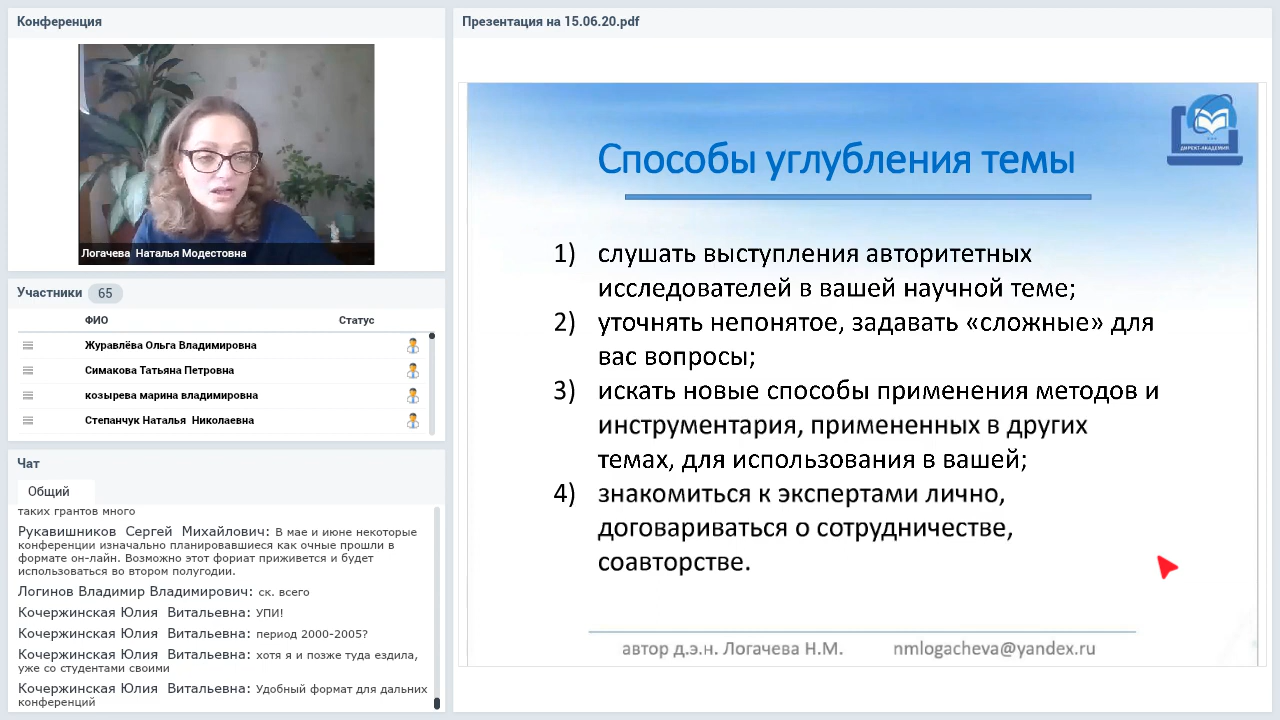 Конференция
Логачева  Наталья Модестовна
Участники 65
ФИО Статус
Журавлёва Ольга Владимировна
Симакова Татьяна Петровна
козырева марина владимировна
Степанчук Наталья  Николаевна
Чат
Общий
таких грантов много
Рукавишников  Сергей  Михайлович: В мае и июне некоторые
конференции изначально планировавшиеся как очные прошли в
формате он-лайн. Возможно этот фориат приживется и будет
использоваться во втором полугодии.
Логинов Владимир Владимирович: ск. всего
Кочержинская Юлия  Витальевна: УПИ!
Кочержинская Юлия  Витальевна: период 2000-2005?
Кочержинская Юлия  Витальевна: хотя я и позже туда ездила,
уже со студентами своими
Кочержинская Юлия  Витальевна: Удобный формат для дальних
конференций
Презентация на 15.06.20.pdf
ДИРЕКТ-АКАДЕМИЯ
Способы углубления темы
1) слушать выступления авторитетных
исследователей в вашей научной теме;
2) уточнять непонятое, задавать «сложные» для
вас вопросы;
3) искать новые способы применения методов и
инструментария, примененных в других
темах, для использования в вашей;
4) знакомиться к экспертами лично,
договариваться о сотрудничестве,
соавторстве.
автор д.э.н. Логачева Н.М. nmlogacheva@yandex.ru